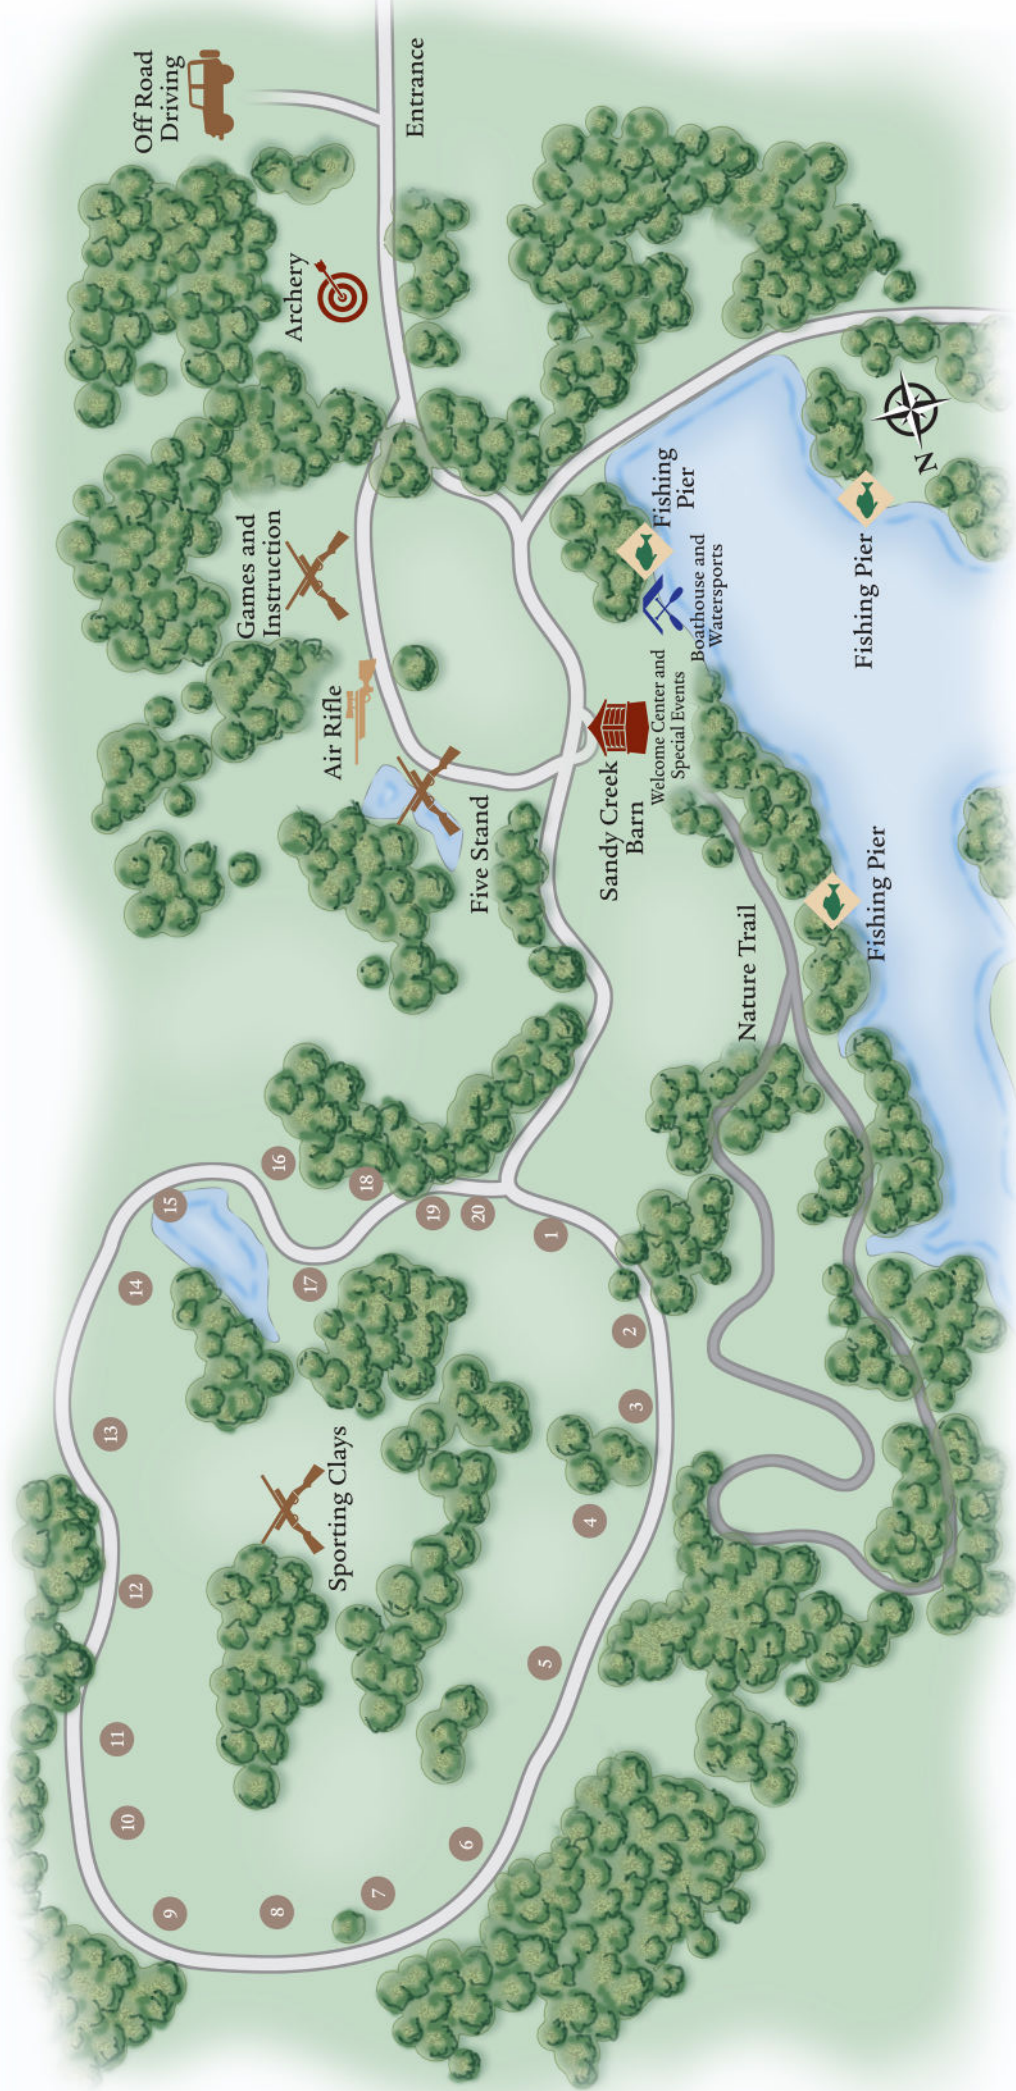 Off Road
Driving
Entrance
Archery
Games and
Instruction
Air Rifle
Five Stand
Sandy Creek
Barn
Welcome Center and
Special Events
Boathouse and
Watersports
Fishing
Pier
Fishing Pier
Fishing Pier
N
Nature Trail
Sporting Clays
1
2
3
4
5
6
7
8
9
10
11
12
13
14
15
16
17
18
19
20